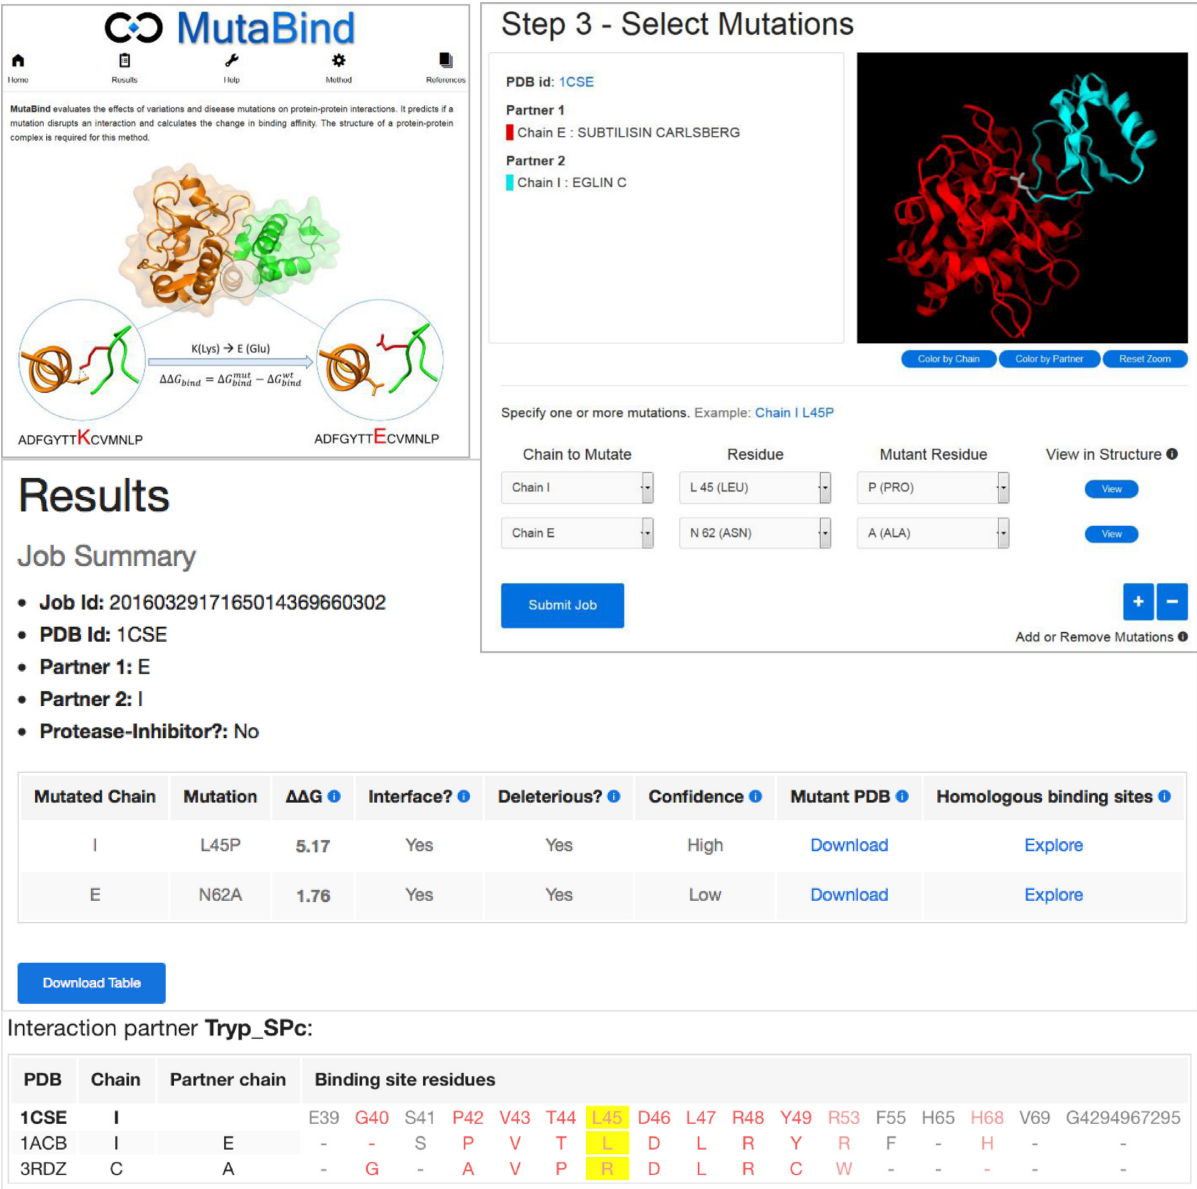 MutaBind
Home Results Help Method References
MutaBind evaluates the effects of variations and disease mutations on protein-protein interactions. It predicts if a
mutation disrupts an interaction and calculates the change in binding affinity. The structure of a protein-protein
complex is required for this method.
K(Lys) → E (Glu)
ΔΔG_bind = ΔG_bind^mut − ΔG_bind^wt
ADFGYTTKCVMNLP
ADFGYTTECVMNLP
Step 3 - Select Mutations
PDB id: 1CSE
Partner 1
Chain E : SUBTILISIN CARLSBERG
Partner 2
Chain I : EGLIN C
Color by Chain Color by Partner Reset Zoom
Specify one or more mutations. Example: Chain I L45P
Chain to Mutate Residue Mutant Residue View in Structure
Chain I L 45 (LEU) P (PRO) View
Chain E N 62 (ASN) A (ALA) View
Submit Job + −
Add or Remove Mutations
Results
Job Summary
• Job Id: 2016032917165014369660302
• PDB Id: 1CSE
• Partner 1: E
• Partner 2: I
• Protease-Inhibitor?: No
Mutated Chain Mutation ΔΔG Interface? Deleterious? Confidence Mutant PDB Homologous binding sites
I L45P 5.17 Yes Yes High Download Explore
E N62A 1.76 Yes Yes Low Download Explore
Download Table
Interaction partner Tryp_SPc:
PDB Chain Partner chain Binding site residues
1CSE I E39 G40 S41 P42 V43 T44 L45 D46 L47 R48 Y49 R53 F55 H65 H68 V69 G4294967295
1ACB I E - - S P V T L D L R Y R F - H - -
3RDZ C A - G - A V P R D L R C W - - - - -